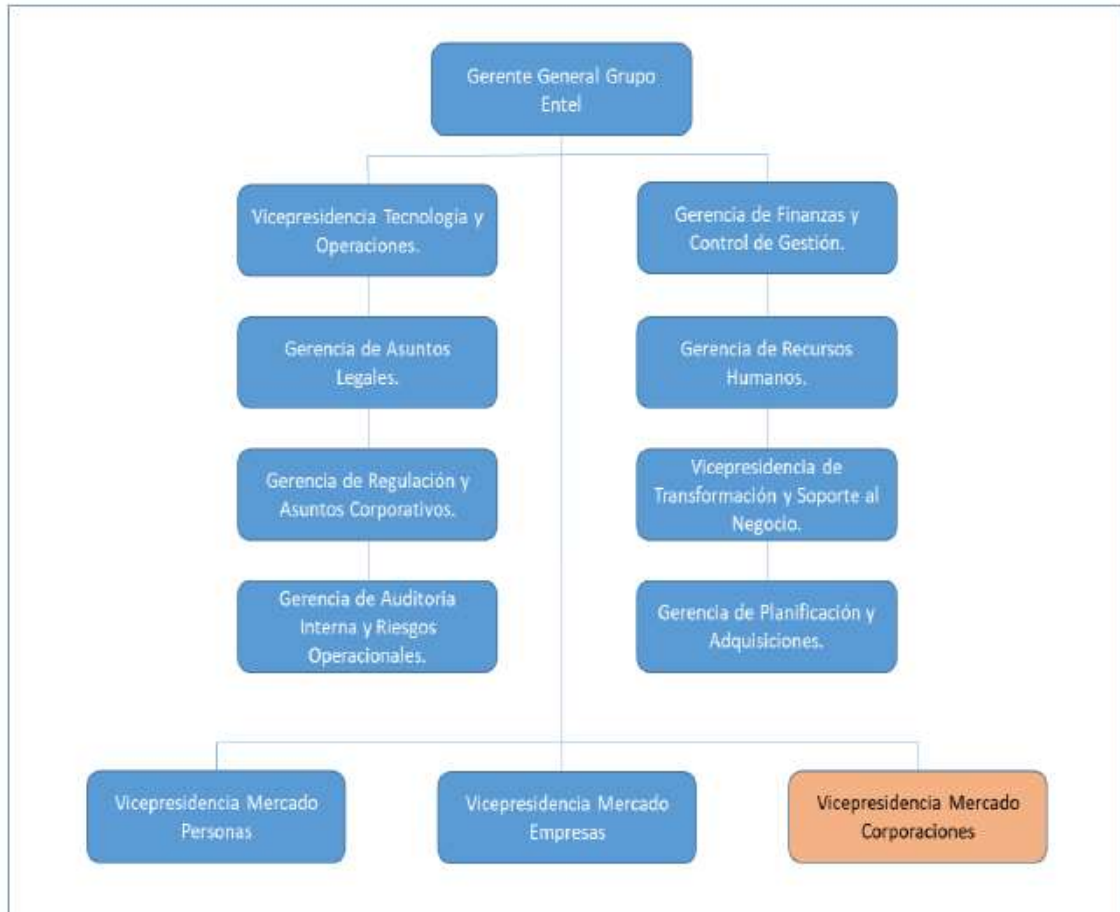 Gerente General Grupo
Entel
Vicepresidencia Tecnología y
Operaciones.
Gerencia de Finanzas y
Control de Gestión.
Gerencia de Asuntos
Legales.
Gerencia de Recursos
Humanos.
Gerencia de Regulación y
Asuntos Corporativos.
Vicepresidencia de
Transformación y Soporte al
Negocio.
Gerencia de Auditoria
Interna y Riesgos
Operacionales.
Gerencia de Planificación y
Adquisiciones.
Vicepresidencia Mercado
Personas
Vicepresidencia Mercado
Empresas
Vicepresidencia Mercado
Corporaciones